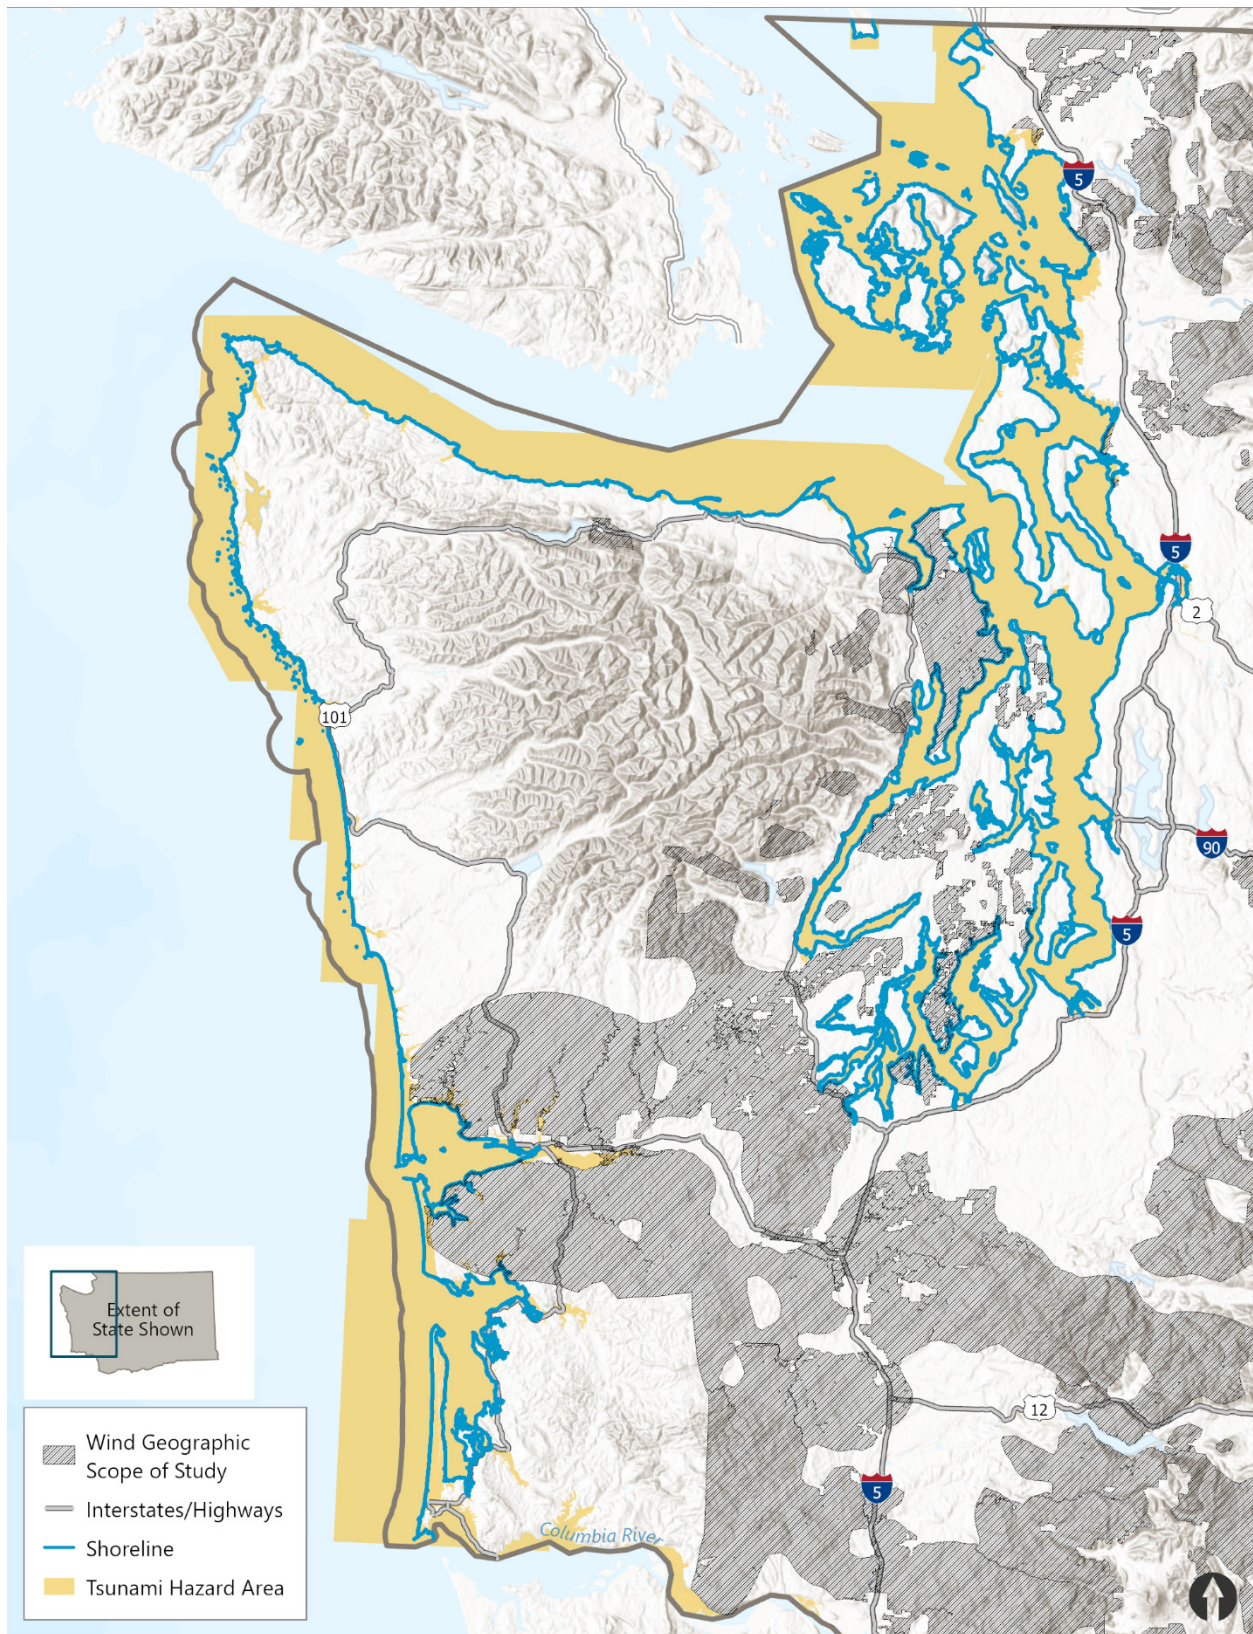 5
5
2
101
90
5
Extent of
State Shown
12
5
Columbia River
Wind Geographic
Scope of Study
Interstates/Highways
Shoreline
Tsunami Hazard Area